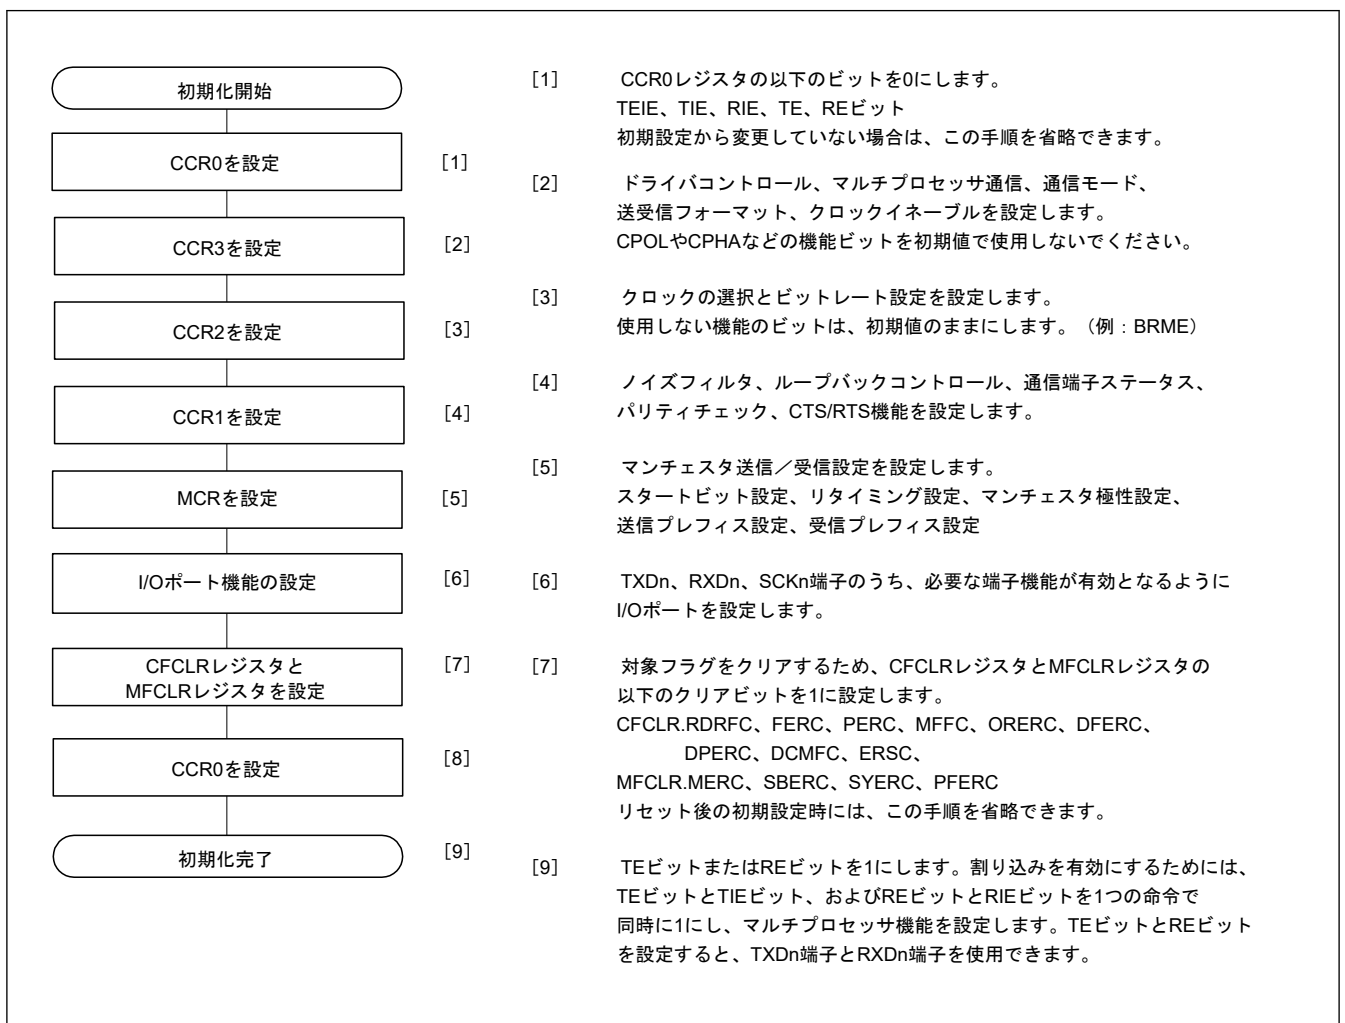 初期化開始
CCR0を設定
[1]
CCR3を設定
[2]
CCR2を設定
[3]
CCR1を設定
[4]
MCRを設定
[5]
I/Oポート機能の設定
[6]
CFCLRレジスタと
MFCLRレジスタを設定
[7]
CCR0を設定
[8]
初期化完了
[9]
[1] CCR0レジスタの以下のビットを0にします。
TEIE、TIE、RIE、TE、REビット
初期設定から変更していない場合は、この手順を省略できます。
[2] ドライバコントロール、マルチプロセッサ通信、通信モード、
送受信フォーマット、クロックイネーブルを設定します。
CPOLやCPHAなどの機能ビットを初期値で使用しないでください。
[3] クロックの選択とビットレート設定を設定します。
使用しない機能のビットは、初期値のままにします。（例：BRME）
[4] ノイズフィルタ、ループバックコントロール、通信端子ステータス、
パリティチェック、CTS/RTS機能を設定します。
[5] マンチェスタ送信／受信設定を設定します。
スタートビット設定、リタイミング設定、マンチェスタ極性設定、
送信プレフィス設定、受信プレフィス設定
[6] TXDn、RXDn、SCKn端子のうち、必要な端子機能が有効となるように
I/Oポートを設定します。
[7] 対象フラグをクリアするため、CFCLRレジスタとMFCLRレジスタの
以下のクリアビットを1に設定します。
CFCLR.RDRFC、FERC、PERC、MFFC、ORERC、DFERC、
DPERC、DCMFC、ERSC、
MFCLR.MERC、SBERC、SYERC、PFERC
リセット後の初期設定時には、この手順を省略できます。
[9] TEビットまたはREビットを1にします。割り込みを有効にするためには、
TEビットとTIEビット、およびREビットとRIEビットを1つの命令で
同時に1にし、マルチプロセッサ機能を設定します。TEビットとREビット
を設定すると、TXDn端子とRXDn端子を使用できます。